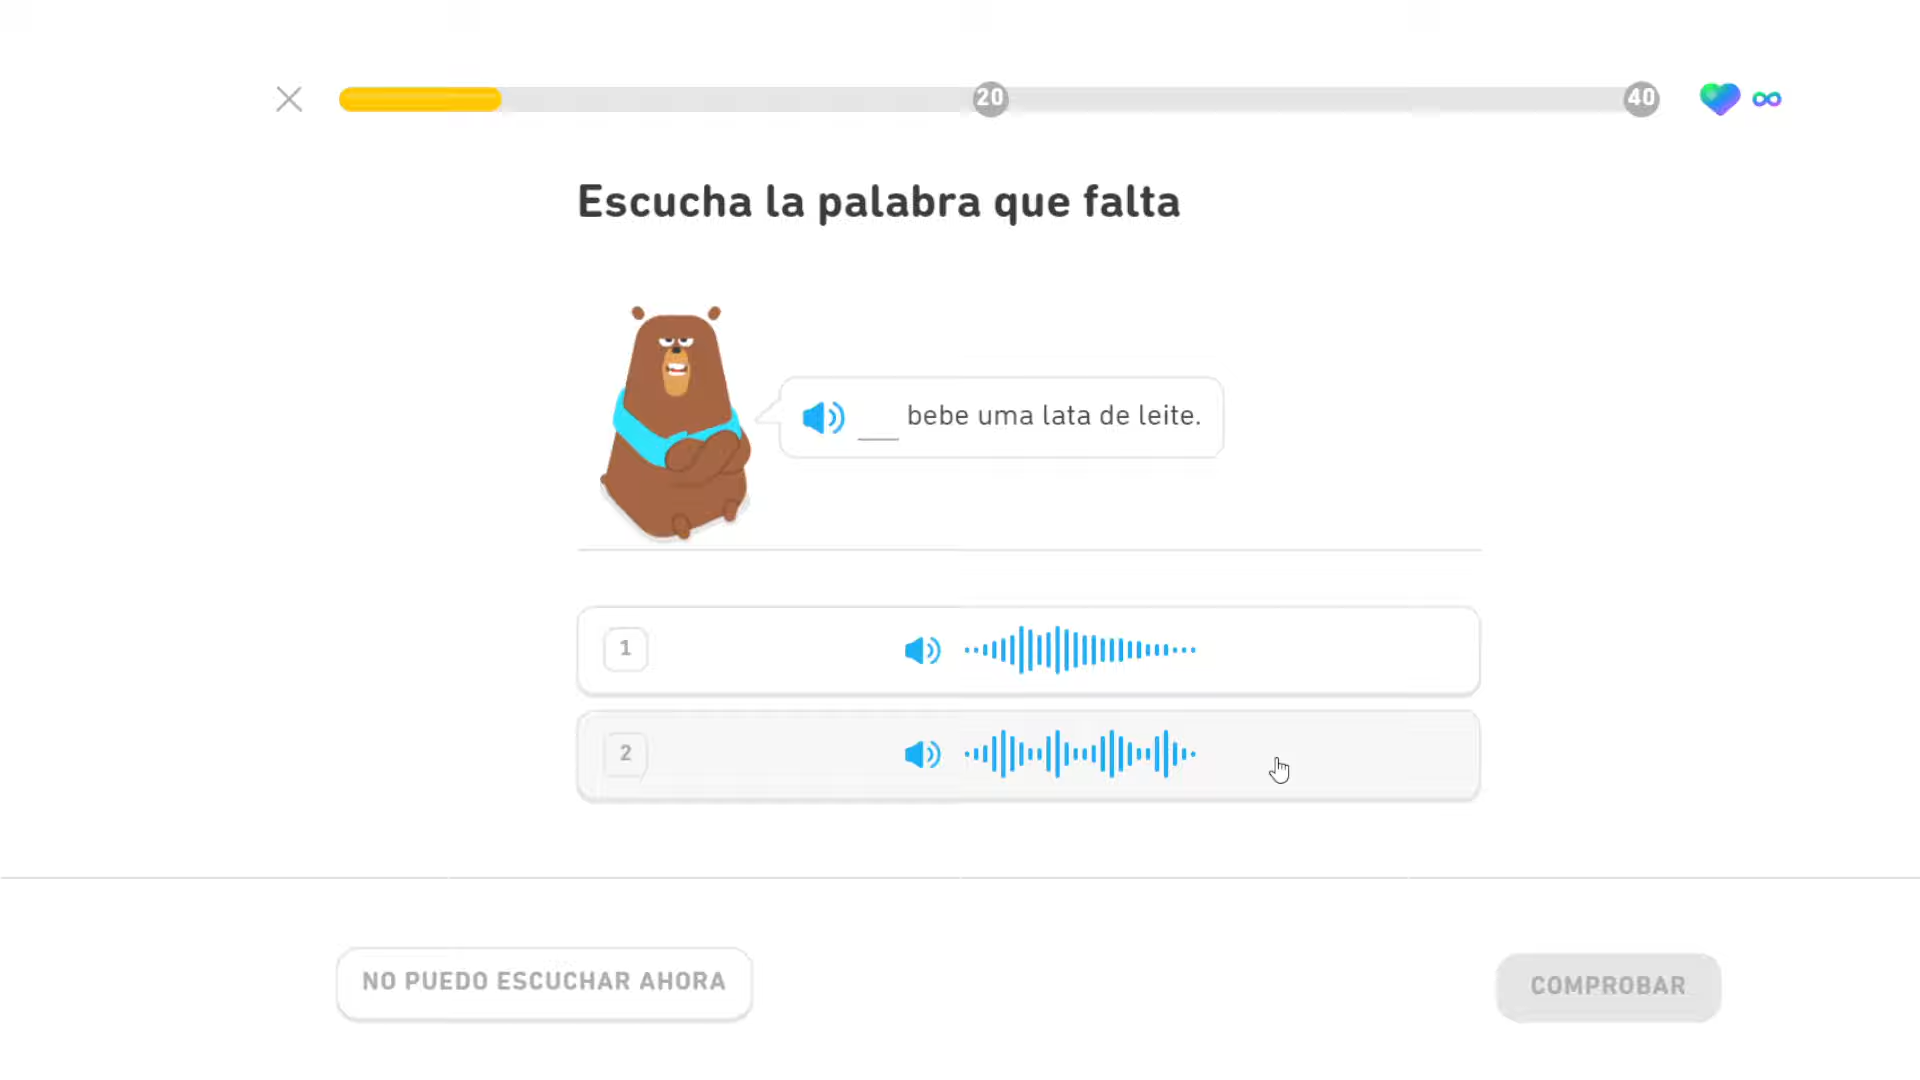 20
40
Escucha la palabra que falta
___ bebe uma lata de leite.
1
2
NO PUEDO ESCUCHAR AHORA
COMPROBAR